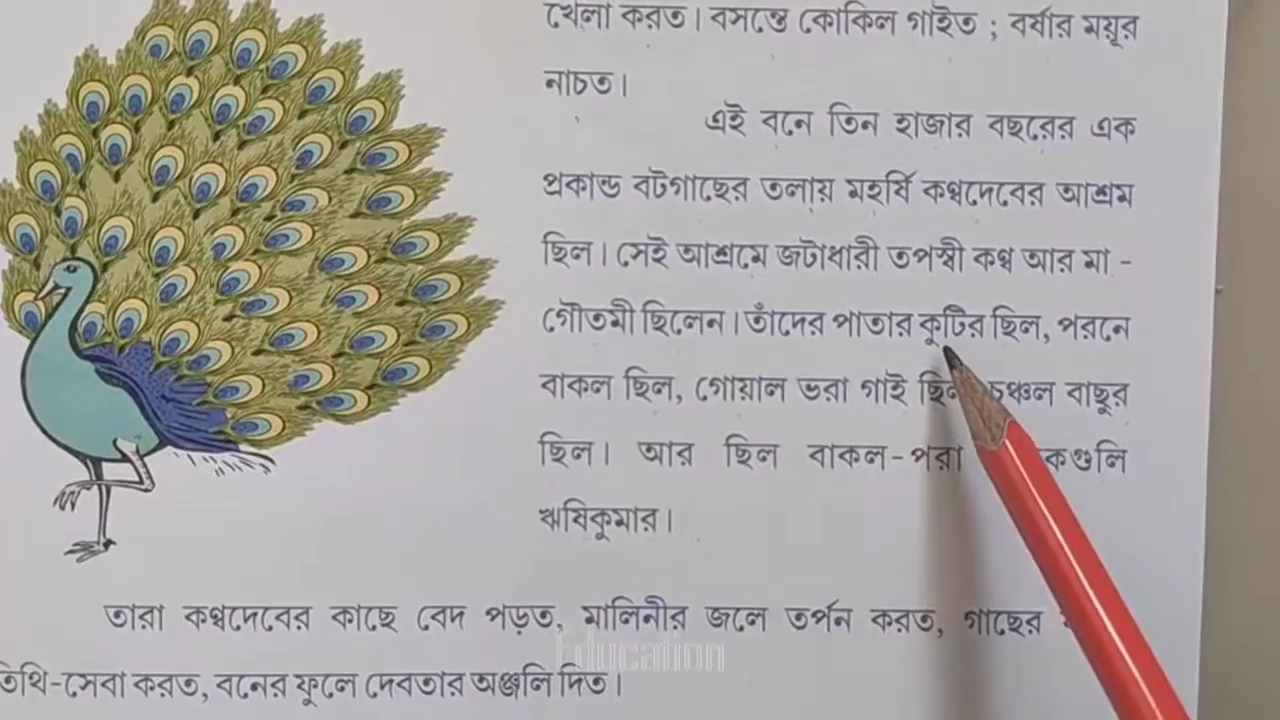 খেলা করত। বসন্তে কোকিল গাইত ; বর্ষার ময়ূর
নাচত।
এই বনে তিন হাজার বছরের এক
প্রকান্ড বটগাছের তলায় মহর্ষি কণ্বদেবের আশ্রম
ছিল। সেই আশ্রমে জটাধারী তপস্বী কণ্ব আর মা -
গৌতমী ছিলেন। তাঁদের পাতার কুটির ছিল, পরনে
বাকল ছিল, গোয়াল ভরা গাই ছিল চঞ্চল বাছুর
ছিল। আর ছিল বাকল-পরা
ঋষিকুমার।
তারা কণ্বদেবের কাছে বেদ পড়ত, মালিনীর জলে তর্পন করত, গাছের
Education
সেবা করত, বনের ফুলে দেবতার অঞ্জলি দিত।